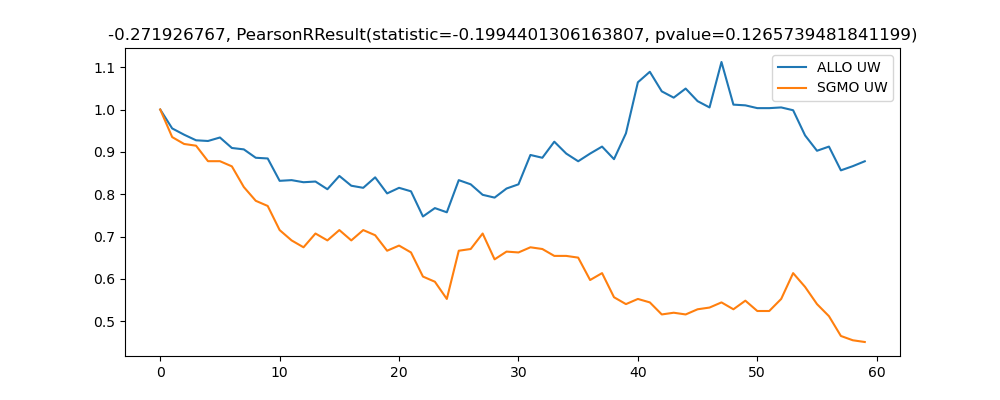 -0.271926767, PearsonRResult(statistic=-0.1994401306163807, pvalue=0.1265739481841199)
ALLO UW
SGMO UW
1.1
1.0
0.9
0.8
0.7
0.6
0.5
0 10 20 30 40 50 60